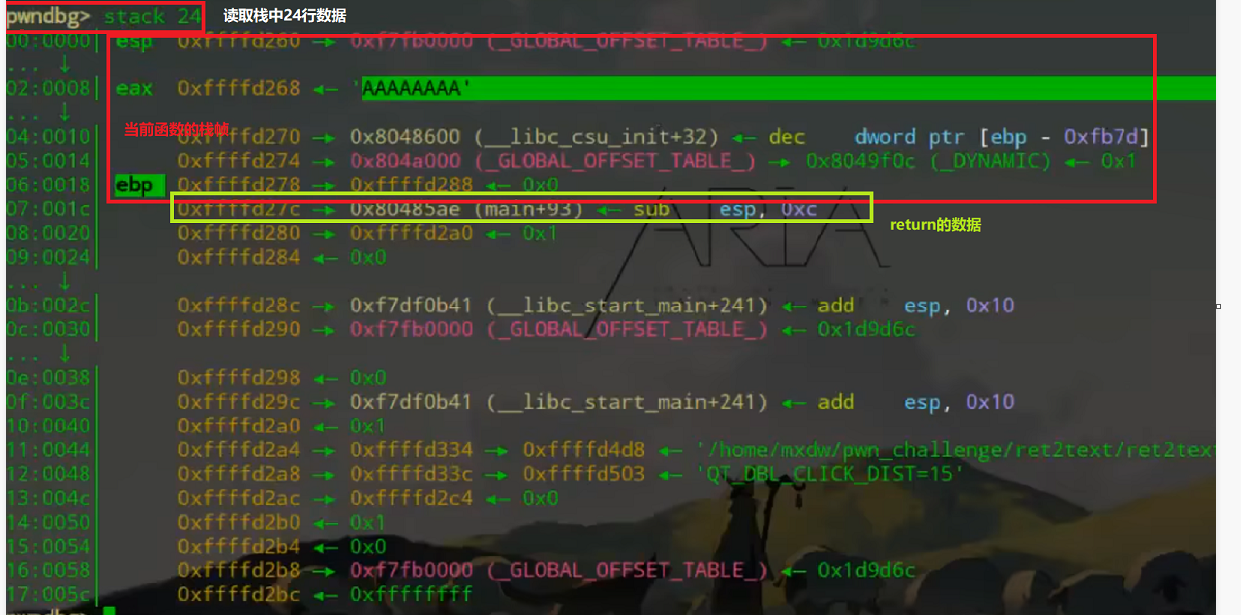 pwndbg> stack 24 读取栈中24行数据
00:0000│ esp 0xffffd260 —▸ 0xf7fb0000 (_GLOBAL_OFFSET_TABLE_) ◂— 0x1d9d6c
... ↓
02:0008│ eax 0xffffd268 ◂— 'AAAAAAAA'
... ↓
当前函数的栈帧
04:0010│ 0xffffd270 —▸ 0x8048600 (__libc_csu_init+32) ◂— dec dword ptr [ebp - 0xfb7d]
05:0014│ 0xffffd274 —▸ 0x804a000 (_GLOBAL_OFFSET_TABLE_) —▸ 0x8049f0c (_DYNAMIC) ◂— 0x1
06:0018│ ebp 0xffffd278 —▸ 0xffffd288 ◂— 0x0
07:001c│ 0xffffd27c —▸ 0x80485ae (main+93) ◂— sub esp, 0xc
return的数据
08:0020│ 0xffffd280 —▸ 0xffffd2a0 ◂— 0x1
09:0024│ 0xffffd284 ◂— 0x0
... ↓
0b:002c│ 0xffffd28c —▸ 0xf7df0b41 (__libc_start_main+241) ◂— add esp, 0x10
0c:0030│ 0xffffd290 —▸ 0xf7fb0000 (_GLOBAL_OFFSET_TABLE_) ◂— 0x1d9d6c
... ↓
0e:0038│ 0xffffd298 ◂— 0x0
0f:003c│ 0xffffd29c —▸ 0xf7df0b41 (__libc_start_main+241) ◂— add esp, 0x10
10:0040│ 0xffffd2a0 ◂— 0x1
11:0044│ 0xffffd2a4 —▸ 0xffffd334 —▸ 0xffffd4d8 ◂— '/home/mxdw/pwn_challenge/ret2text/ret2tex
12:0048│ 0xffffd2a8 —▸ 0xffffd33c —▸ 0xffffd503 ◂— 'QT_DBL_CLICK_DIST=15'
13:004c│ 0xffffd2ac —▸ 0xffffd2c4 ◂— 0x0
14:0050│ 0xffffd2b0 ◂— 0x1
15:0054│ 0xffffd2b4 ◂— 0x0
16:0058│ 0xffffd2b8 —▸ 0xf7fb0000 (_GLOBAL_OFFSET_TABLE_) ◂— 0x1d9d6c
17:005c│ 0xffffd2bc ◂— 0xffffffff
pwndbg>
ARIA